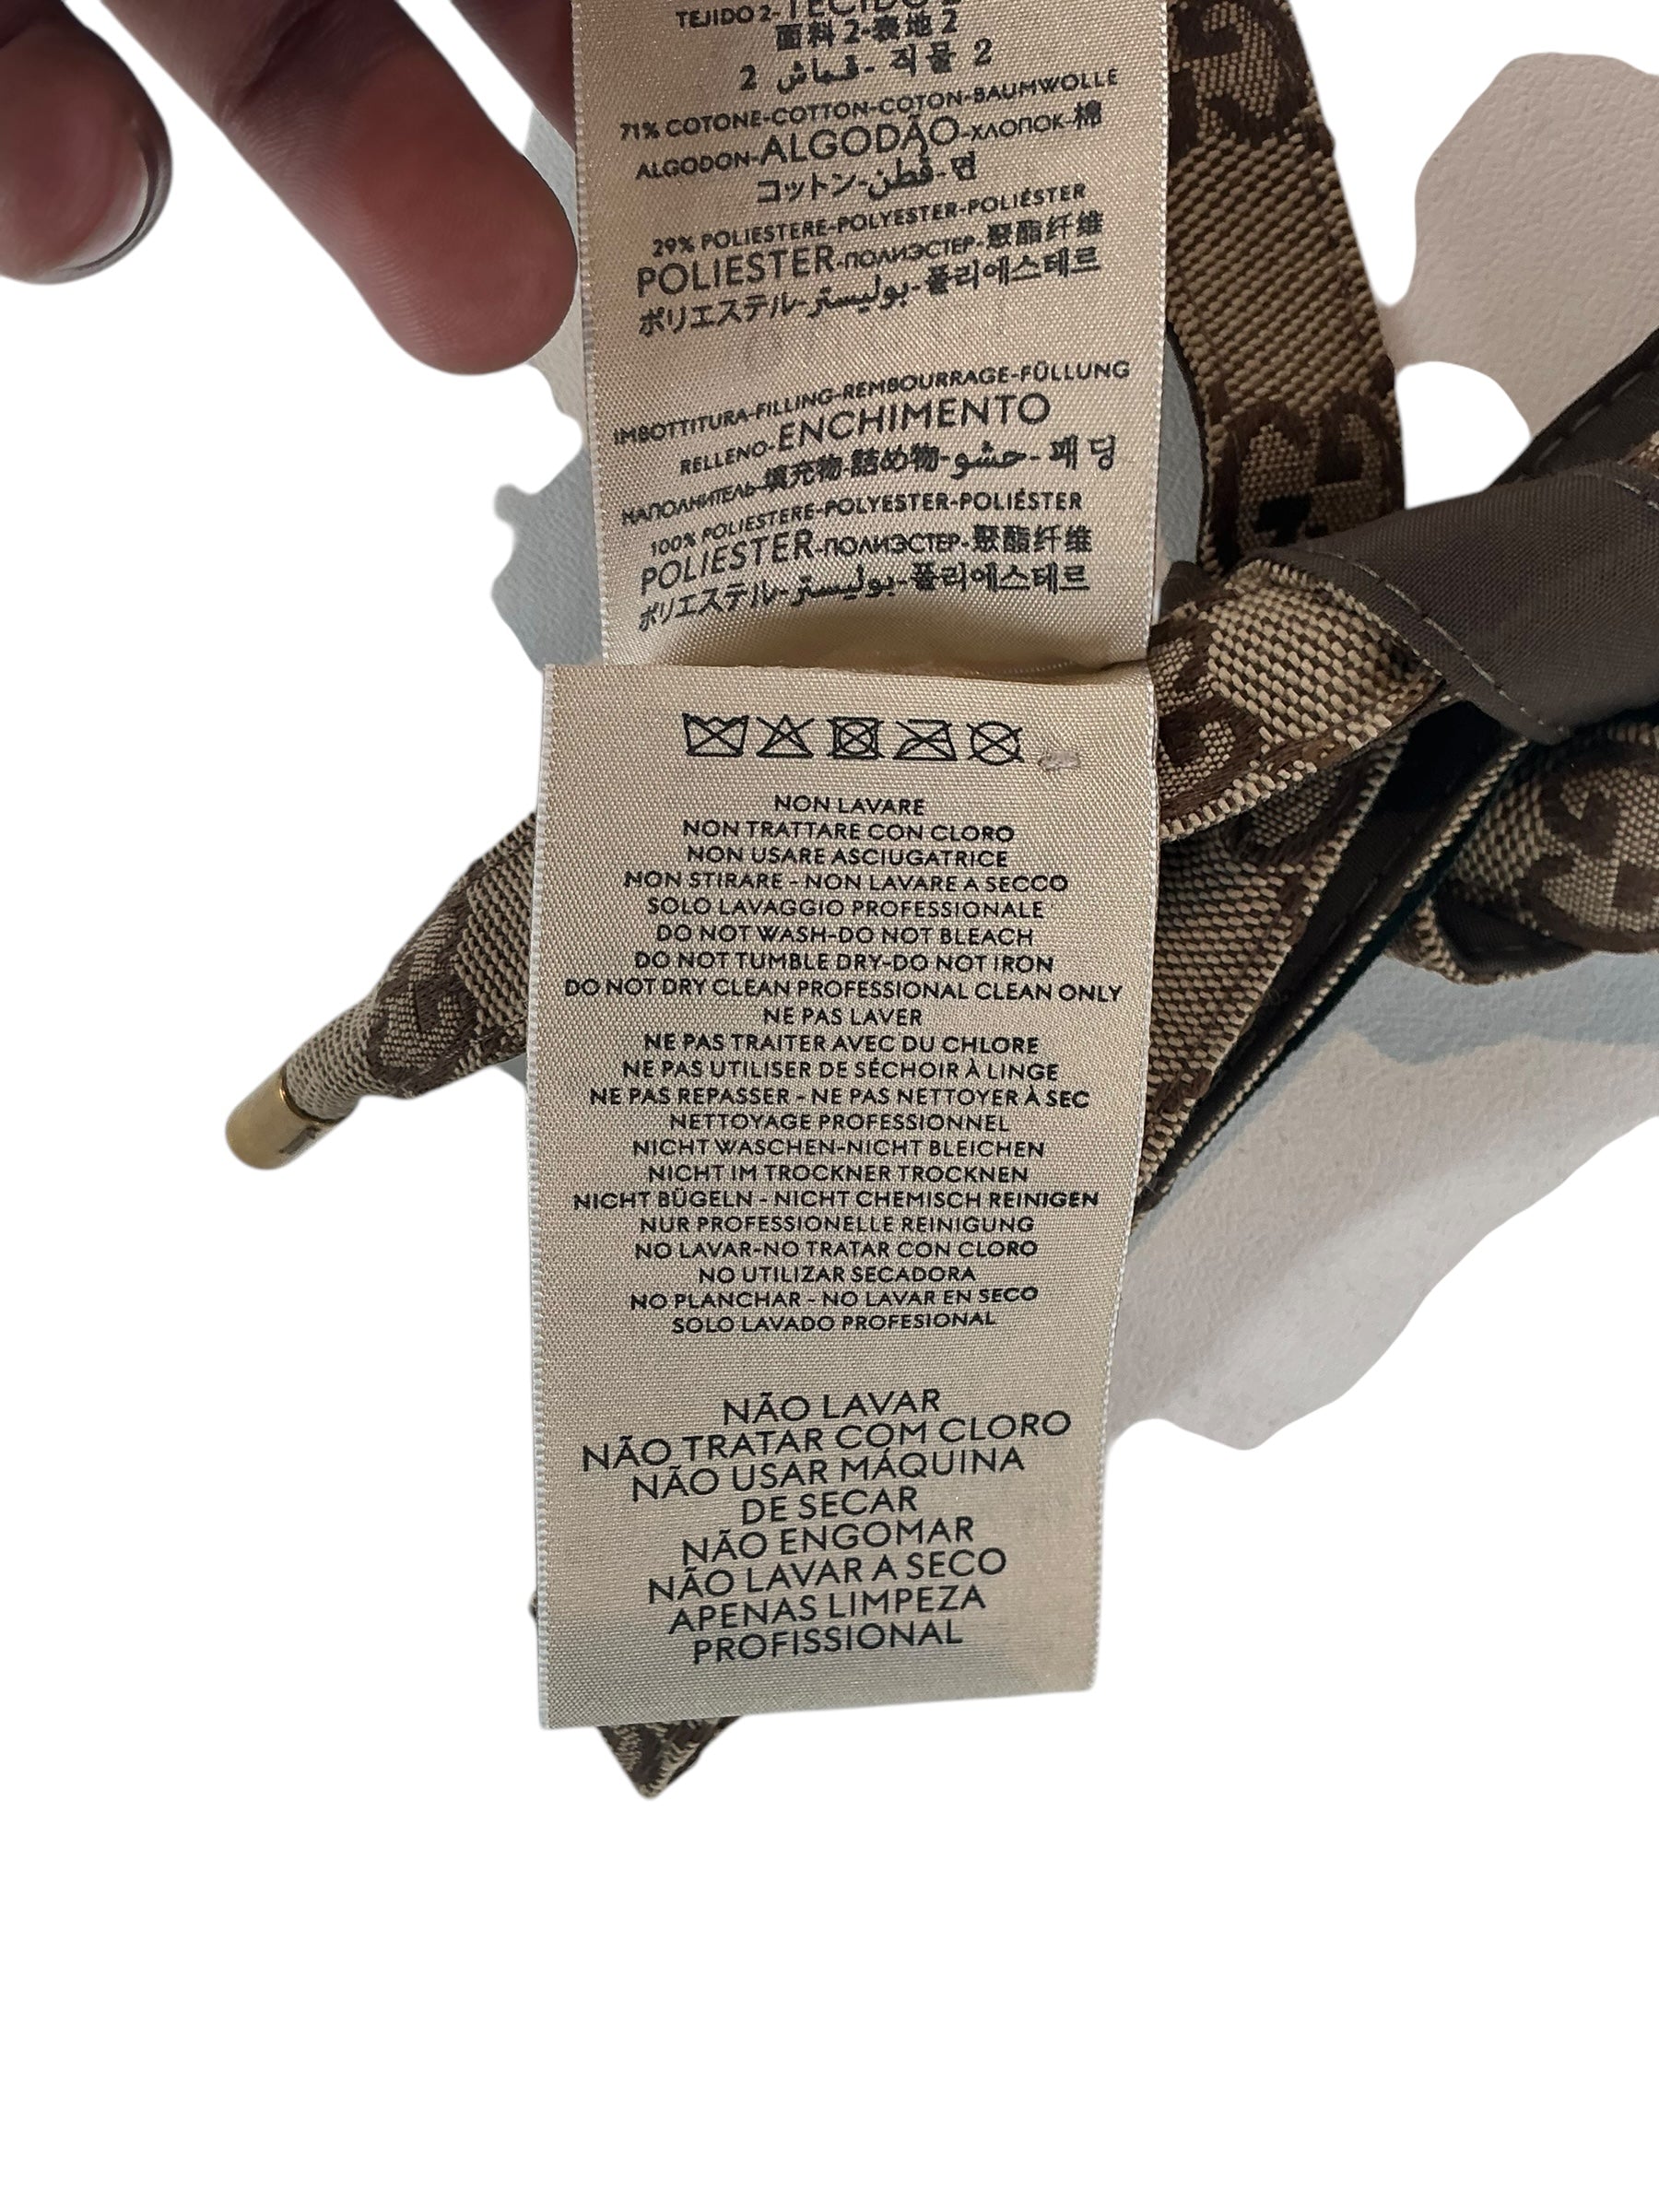 TEJIDO 2-TECIDO 2
面料 2-表地 2
2 قماش - 직물 2
71% COTONE-COTTON-COTON-BAUMWOLLE
ALGODON-ALGODÃO-ХЛОПОК-棉
コットン-قطن-면
29% POLIESTERE-POLYESTER-POLIÉSTER
POLIESTER-ПОЛИЭСТЕР-聚酯纤维
ポリエステル-بوليستر-폴리에스테르
IMBOTTITURA-FILLING-REMBOURRAGE-FÜLLUNG
RELLENO-ENCHIMENTO
НАПОЛНИТЕЛЬ-填充物-詰め物-حشو-패딩
100% POLIESTERE-POLYESTER-POLIÉSTER
POLIESTER-ПОЛИЭСТЕР-聚酯纤维
ポリエステル-بوليستر-폴리에스테르
NON LAVARE
NON TRATTARE CON CLORO
NON USARE ASCIUGATRICE
NON STIRARE - NON LAVARE A SECCO
SOLO LAVAGGIO PROFESSIONALE
DO NOT WASH-DO NOT BLEACH
DO NOT TUMBLE DRY-DO NOT IRON
DO NOT DRY CLEAN PROFESSIONAL CLEAN ONLY
NE PAS LAVER
NE PAS TRAITER AVEC DU CHLORE
NE PAS UTILISER DE SÉCHOIR À LINGE
NE PAS REPASSER - NE PAS NETTOYER À SEC
NETTOYAGE PROFESSIONNEL
NICHT WASCHEN-NICHT BLEICHEN
NICHT IM TROCKNER TROCKNEN
NICHT BÜGELN - NICHT CHEMISCH REINIGEN
NUR PROFESSIONELLE REINIGUNG
NO LAVAR-NO TRATAR CON CLORO
NO UTILIZAR SECADORA
NO PLANCHAR - NO LAVAR EN SECO
SOLO LAVADO PROFESIONAL
NÃO LAVAR
NÃO TRATAR COM CLORO
NÃO USAR MÁQUINA
DE SECAR
NÃO ENGOMAR
NÃO LAVAR A SECO
APENAS LIMPEZA
PROFISSIONAL